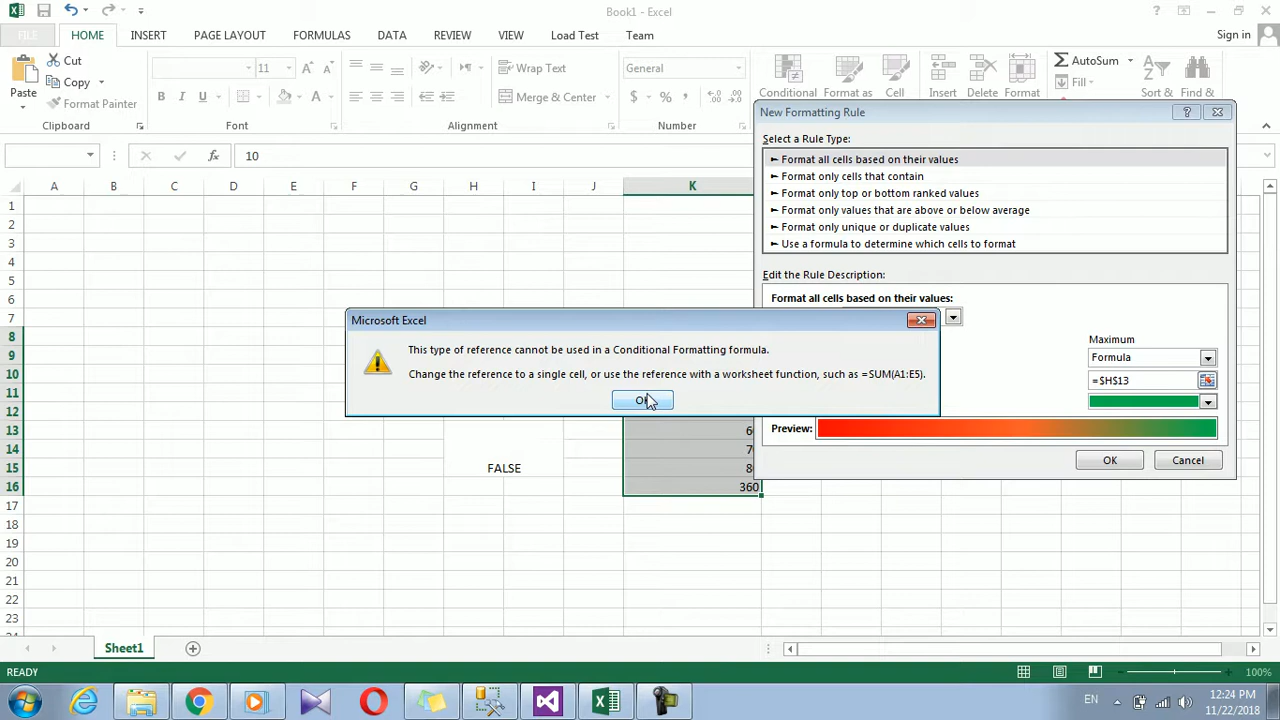 Book1 - Excel
FILE HOME INSERT PAGE LAYOUT FORMULAS DATA REVIEW VIEW Load Test Team Sign in
Cut
Copy
Format Painter
Paste
11
Wrap Text
Merge & Center
General
Conditional Format as Cell Insert Delete Format
AutoSum
Fill
Sort & Find &
Clipboard Font Alignment Number
10
New Formatting Rule
Select a Rule Type:
► Format all cells based on their values
► Format only cells that contain
► Format only top or bottom ranked values
► Format only values that are above or below average
► Format only unique or duplicate values
► Use a formula to determine which cells to format
Edit the Rule Description:
Format all cells based on their values:
Maximum
Formula
=$H$13
Preview:
OK Cancel
Microsoft Excel
This type of reference cannot be used in a Conditional Formatting formula.
Change the reference to a single cell, or use the reference with a worksheet function, such as =SUM(A1:E5).
OK
A B C D E F G H I J K
1
2
3
4
5
6
7
8
9
10
11
12
13
14
15 FALSE
16 360
17
18
19
20
21
22
23
Sheet1
READY
100%
EN
12:24 PM
11/22/2018